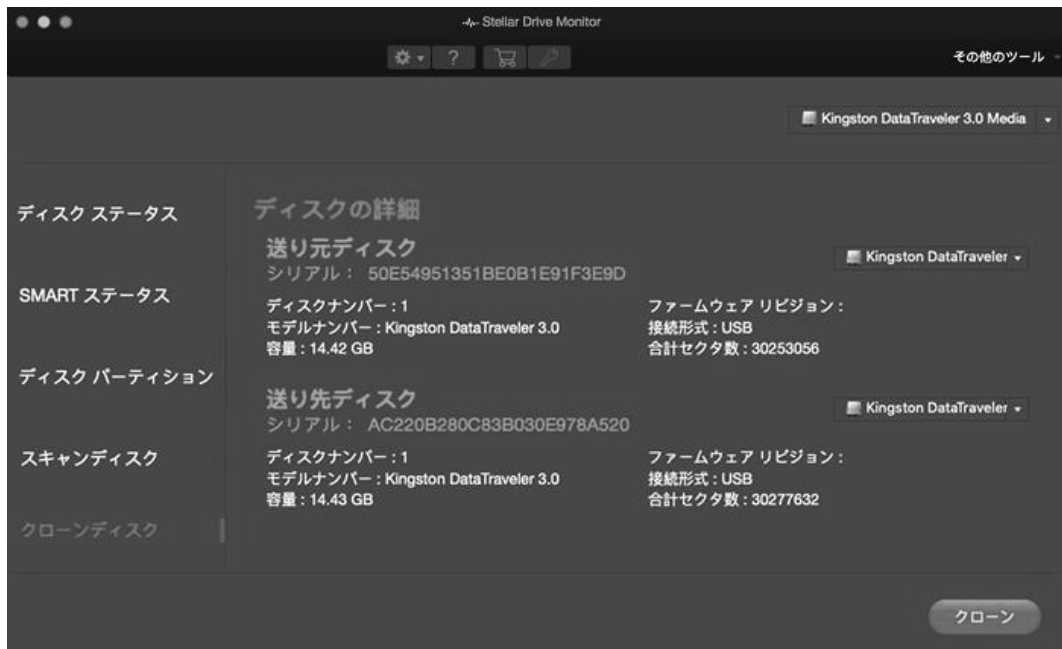 Stellar Drive Monitor
?
その他のツール
Kingston DataTraveler 3.0 Media
ディスク ステータス
SMART ステータス
ディスク パーティション
スキャンディスク
クローンディスク
ディスクの詳細
送り元ディスク
Kingston DataTraveler
シリアル： 50E54951351BE0B1E91F3E9D
ディスクナンバー : 1
ファームウェア リビジョン :
モデルナンバー : Kingston DataTraveler 3.0
接続形式 : USB
容量 : 14.42 GB
合計セクタ数 : 30253056
送り先ディスク
Kingston DataTraveler
シリアル： AC220B280C83B030E978A520
ディスクナンバー : 1
ファームウェア リビジョン :
モデルナンバー : Kingston DataTraveler 3.0
接続形式 : USB
容量 : 14.43 GB
合計セクタ数 : 30277632
クローン